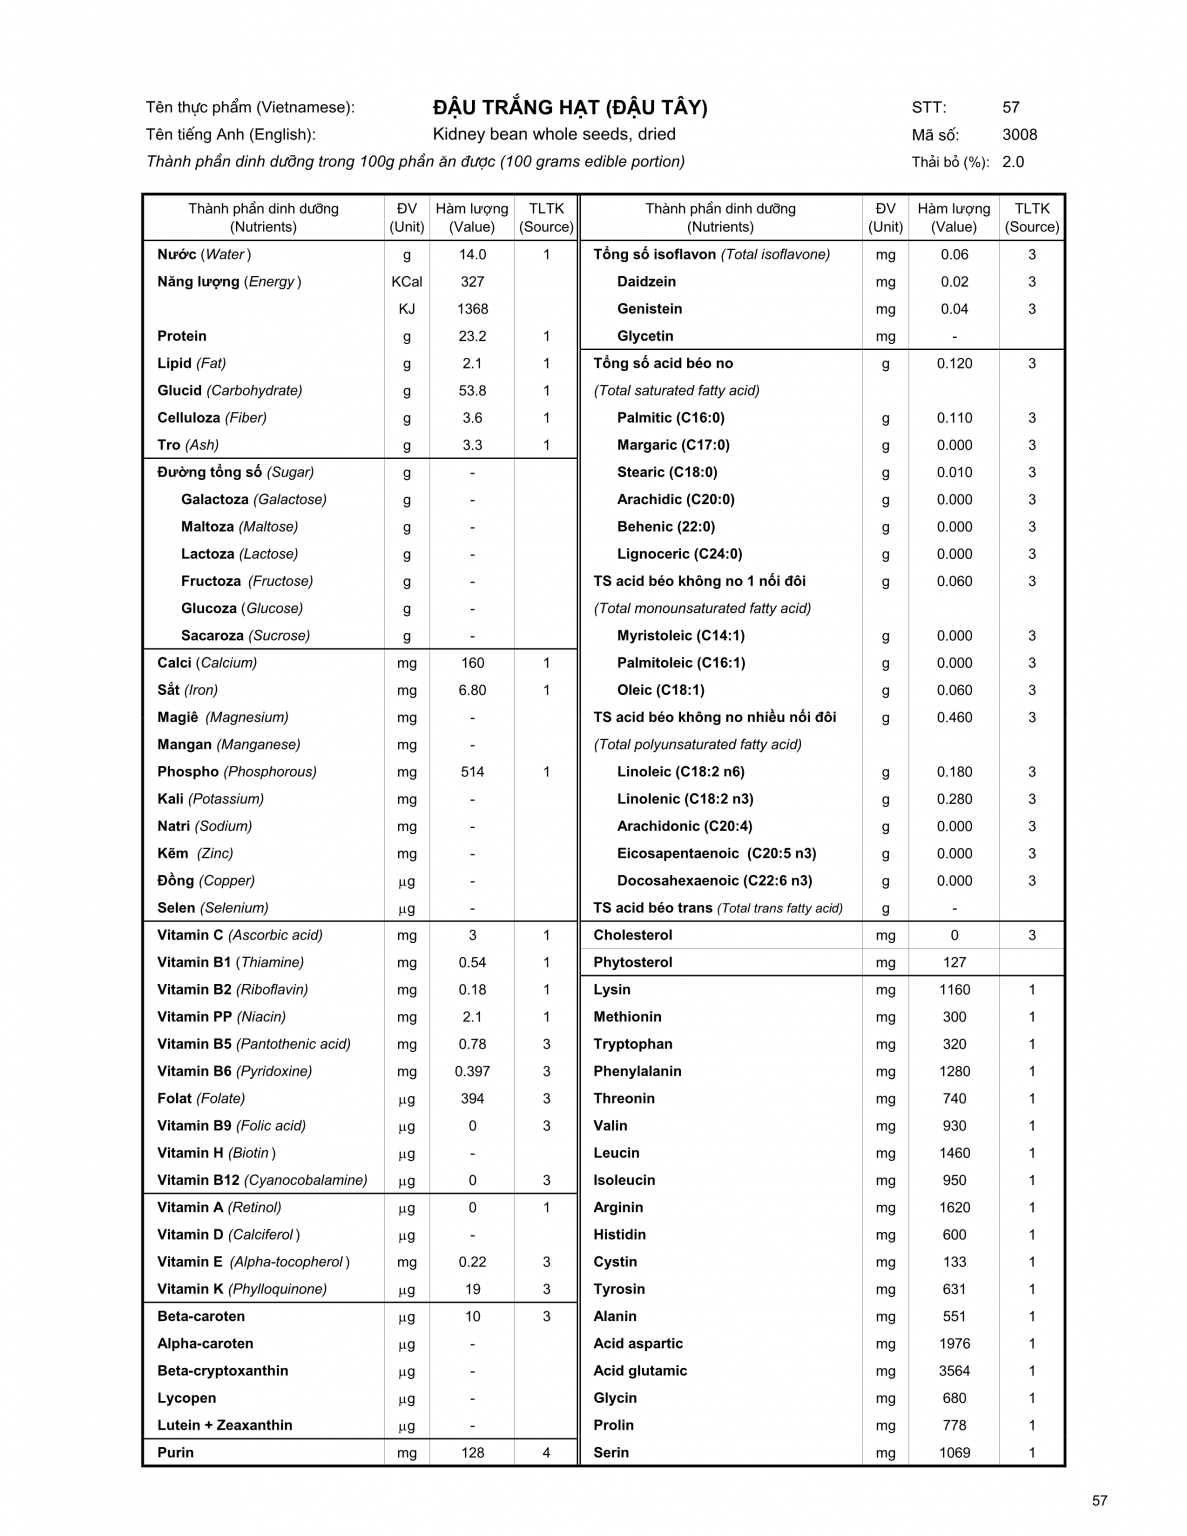 Tên thực phẩm (Vietnamese): ĐẬU TRẮNG HẠT (ĐẬU TÂY) STT: 57
Tên tiếng Anh (English): Kidney bean whole seeds, dried Mã số: 3008
Thành phần dinh dưỡng trong 100g phần ăn được (100 grams edible portion) Thải bỏ (%): 2.0
Thành phần dinh dưỡng ĐV Hàm lượng TLTK Thành phần dinh dưỡng ĐV Hàm lượng TLTK
(Nutrients) (Unit) (Value) (Source) (Nutrients) (Unit) (Value) (Source)
Nước (Water) g 14.0 1 Tổng số isoflavon (Total isoflavone) mg 0.06 3
Năng lượng (Energy) KCal 327 Daidzein mg 0.02 3
KJ 1368 Genistein mg 0.04 3
Protein g 23.2 1 Glycetin mg -
Lipid (Fat) g 2.1 1 Tổng số acid béo no g 0.120 3
Glucid (Carbohydrate) g 53.8 1 (Total saturated fatty acid)
Celluloza (Fiber) g 3.6 1 Palmitic (C16:0) g 0.110 3
Tro (Ash) g 3.3 1 Margaric (C17:0) g 0.000 3
Đường tổng số (Sugar) g - Stearic (C18:0) g 0.010 3
Galactoza (Galactose) g - Arachidic (C20:0) g 0.000 3
Maltoza (Maltose) g - Behenic (22:0) g 0.000 3
Lactoza (Lactose) g - Lignoceric (C24:0) g 0.000 3
Fructoza (Fructose) g - TS acid béo không no 1 nối đôi g 0.060 3
Glucoza (Glucose) g - (Total monounsaturated fatty acid)
Sacaroza (Sucrose) g - Myristoleic (C14:1) g 0.000 3
Calci (Calcium) mg 160 1 Palmitoleic (C16:1) g 0.000 3
Sắt (Iron) mg 6.80 1 Oleic (C18:1) g 0.060 3
Magiê (Magnesium) mg - TS acid béo không no nhiều nối đôi g 0.460 3
Mangan (Manganese) mg - (Total polyunsaturated fatty acid)
Phospho (Phosphorous) mg 514 1 Linoleic (C18:2 n6) g 0.180 3
Kali (Potassium) mg - Linolenic (C18:2 n3) g 0.280 3
Natri (Sodium) mg - Arachidonic (C20:4) g 0.000 3
Kẽm (Zinc) mg - Eicosapentaenoic (C20:5 n3) g 0.000 3
Đồng (Copper) μg - Docosahexaenoic (C22:6 n3) g 0.000 3
Selen (Selenium) μg - TS acid béo trans (Total trans fatty acid) g -
Vitamin C (Ascorbic acid) mg 3 1 Cholesterol mg 0 3
Vitamin B1 (Thiamine) mg 0.54 1 Phytosterol mg 127
Vitamin B2 (Riboflavin) mg 0.18 1 Lysin mg 1160 1
Vitamin PP (Niacin) mg 2.1 1 Methionin mg 300 1
Vitamin B5 (Pantothenic acid) mg 0.78 3 Tryptophan mg 320 1
Vitamin B6 (Pyridoxine) mg 0.397 3 Phenylalanin mg 1280 1
Folat (Folate) μg 394 3 Threonin mg 740 1
Vitamin B9 (Folic acid) μg 0 3 Valin mg 930 1
Vitamin H (Biotin) μg - Leucin mg 1460 1
Vitamin B12 (Cyanocobalamine) μg 0 3 Isoleucin mg 950 1
Vitamin A (Retinol) μg 0 1 Arginin mg 1620 1
Vitamin D (Calciferol) μg - Histidin mg 600 1
Vitamin E (Alpha-tocopherol) mg 0.22 3 Cystin mg 133 1
Vitamin K (Phylloquinone) μg 19 3 Tyrosin mg 631 1
Beta-caroten μg 10 3 Alanin mg 551 1
Alpha-caroten μg - Acid aspartic mg 1976 1
Beta-cryptoxanthin μg - Acid glutamic mg 3564 1
Lycopen μg - Glycin mg 680 1
Lutein + Zeaxanthin μg - Prolin mg 778 1
Purin mg 128 4 Serin mg 1069 1
57